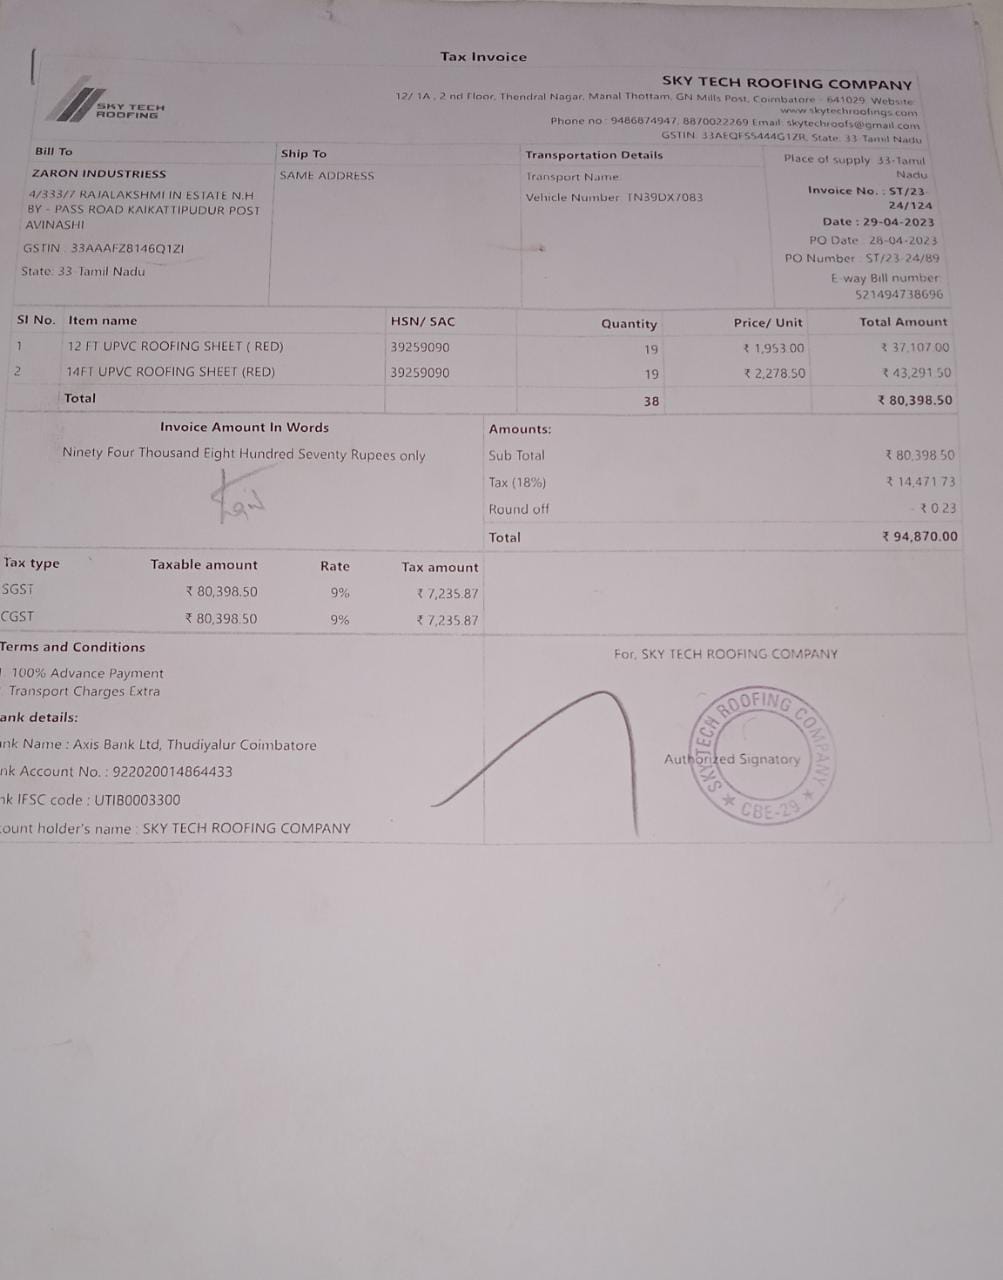 Tax Invoice
SKY TECH ROOFING
SKY TECH ROOFING COMPANY
12/ 1A , 2 nd Floor, Thendral Nagar, Manal Thottam, GN Mills Post, Coimbatore - 641029, Website:
www.skytechroofings.com
Phone no : 9486874947, 8870022269 Email: skytechroofs@gmail.com
GSTIN: 33AEQFS5444G1ZR, State: 33-Tamil Nadu
Bill To
ZARON INDUSTRIESS
4/333/7 RAJALAKSHMI IN ESTATE N.H
BY - PASS ROAD KAIKATTIPUDUR POST
AVINASHI
GSTIN : 33AAAFZ8146Q1ZI
State: 33-Tamil Nadu
Ship To
SAME ADDRESS
Transportation Details
Transport Name:
Vehicle Number: TN39DX7083
Place of supply: 33-Tamil
Nadu
Invoice No. : ST/23-
24/124
Date : 29-04-2023
PO Date : 28-04-2023
PO Number : ST/23-24/89
E-way Bill number:
521494738696
Sl No. Item name HSN/ SAC Quantity Price/ Unit Total Amount
1 12 FT UPVC ROOFING SHEET ( RED) 39259090 19 ₹ 1,953.00 ₹ 37,107.00
2 14FT UPVC ROOFING SHEET (RED) 39259090 19 ₹ 2,278.50 ₹ 43,291.50
Total 38 ₹ 80,398.50
Invoice Amount In Words
Ninety Four Thousand Eight Hundred Seventy Rupees only
Amounts:
Sub Total ₹ 80,398.50
Tax (18%) ₹ 14,471.73
Round off - ₹ 0.23
Total ₹ 94,870.00
Tax type Taxable amount Rate Tax amount
SGST ₹ 80,398.50 9% ₹ 7,235.87
CGST ₹ 80,398.50 9% ₹ 7,235.87
Terms and Conditions
100% Advance Payment
Transport Charges Extra
ank details:
ank Name : Axis Bank Ltd, Thudiyalur Coimbatore
nk Account No. : 922020014864433
nk IFSC code : UTIB0003300
count holder's name : SKY TECH ROOFING COMPANY
For, SKY TECH ROOFING COMPANY
Authorized Signatory
SKYTECH ROOFING COMPANY
★ CBE-29 ★